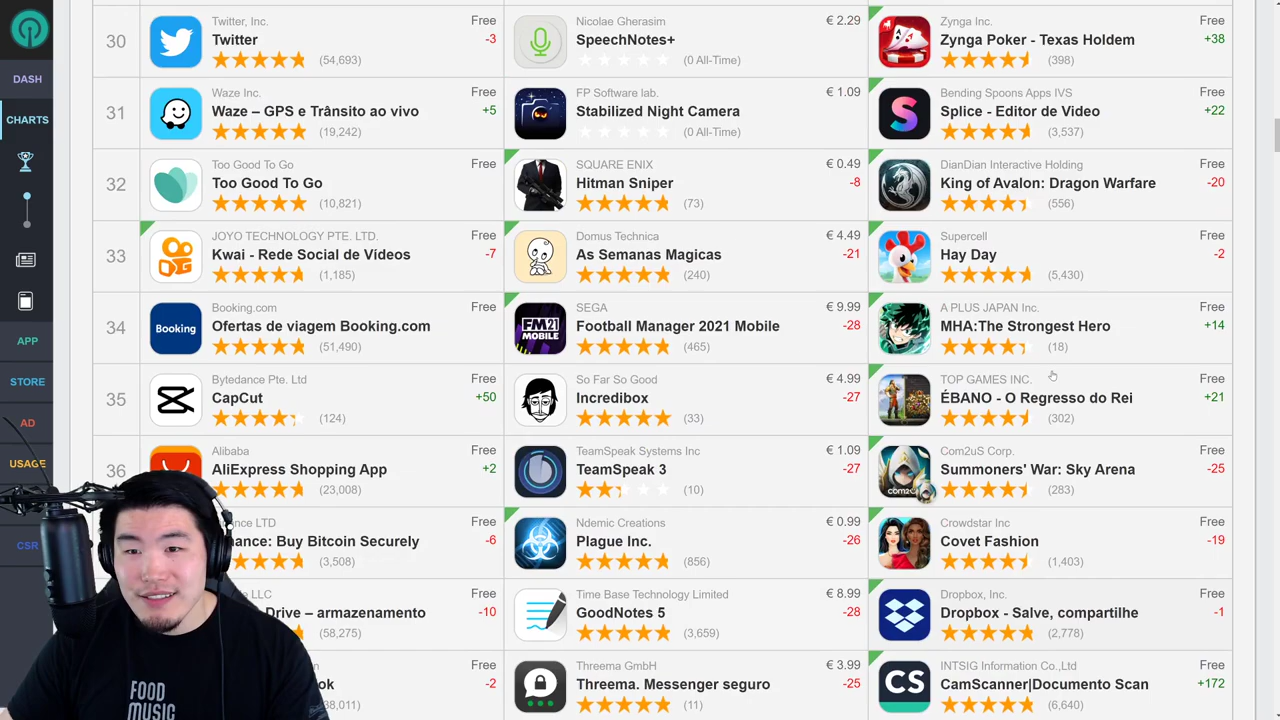 DASH
CHARTS
APP
STORE
AD
USAGE
CSR
30
Twitter, Inc.
Free
Twitter
-3
(54,693)
Nicolae Gherasim
€ 2.29
SpeechNotes+
(0 All-Time)
Zynga Inc.
Free
Zynga Poker - Texas Holdem
+38
(398)
31
Waze Inc.
Free
Waze – GPS e Trânsito ao vivo
+5
(19,242)
FP Software lab.
€ 1.09
Stabilized Night Camera
(0 All-Time)
Bending Spoons Apps IVS
Free
Splice - Editor de Video
+22
(3,537)
32
Too Good To Go
Free
Too Good To Go
(10,821)
SQUARE ENIX
€ 0.49
Hitman Sniper
-8
(73)
DianDian Interactive Holding
Free
King of Avalon: Dragon Warfare
-20
(556)
33
JOYO TECHNOLOGY PTE. LTD.
Free
Kwai - Rede Social de Vídeos
-7
(1,185)
Domus Technica
€ 4.49
As Semanas Magicas
-21
(240)
Supercell
Free
Hay Day
-2
(5,430)
34
Booking
Booking.com
Free
Ofertas de viagem Booking.com
(51,490)
FM21
MOBILE
SEGA
€ 9.99
Football Manager 2021 Mobile
-28
(465)
A PLUS JAPAN Inc.
Free
MHA:The Strongest Hero
+14
(18)
35
Bytedance Pte. Ltd
Free
CapCut
+50
(124)
So Far So Good
€ 4.99
Incredibox
-27
(33)
TOP GAMES INC.
Free
ÉBANO - O Regresso do Rei
+21
(302)
36
Alibaba
Free
AliExpress Shopping App
+2
(23,008)
TeamSpeak Systems Inc
€ 1.09
TeamSpeak 3
-27
(10)
COM2US
Com2uS Corp.
Free
Summoners' War: Sky Arena
-25
(283)
LTD
Free
Buy Bitcoin Securely
-6
(3,508)
Ndemic Creations
€ 0.99
Plague Inc.
-26
(856)
Crowdstar Inc
Free
Covet Fashion
-19
(1,403)
LLC
Free
Drive – armazenamento
-10
(58,275)
Time Base Technology Limited
€ 8.99
GoodNotes 5
-28
(3,659)
Dropbox, Inc.
Free
Dropbox - Salve, compartilhe
-1
(2,778)
Free
-2
Threema GmbH
€ 3.99
Threema. Messenger seguro
-25
(11)
CS
INTSIG Information Co.,Ltd
Free
CamScanner|Documento Scan
+172
(6,640)
FOOD
MUSIC